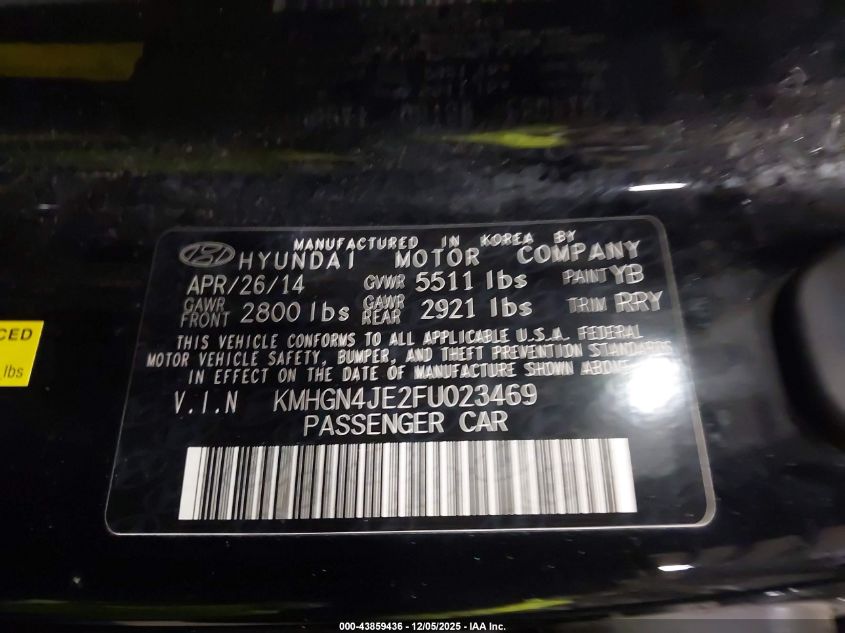 MANUFACTURED IN KOREA BY
HYUNDAI MOTOR COMPANY
APR/26/14 GVWR 5511 lbs PAINT YB
GAWR FRONT 2800 lbs GAWR REAR 2921 lbs TRIM RRY
THIS VEHICLE CONFORMS TO ALL APPLICABLE U.S.A. FEDERAL
MOTOR VEHICLE SAFETY, BUMPER, AND THEFT PREVENTION STANDARDS
IN EFFECT ON THE DATE OF MANUFACTURE SHOWN ABOVE
V.I.N KMHGN4JE2FU023469
PASSENGER CAR
CED
lbs
000-43859436 - 12/05/2025 - IAA Inc.